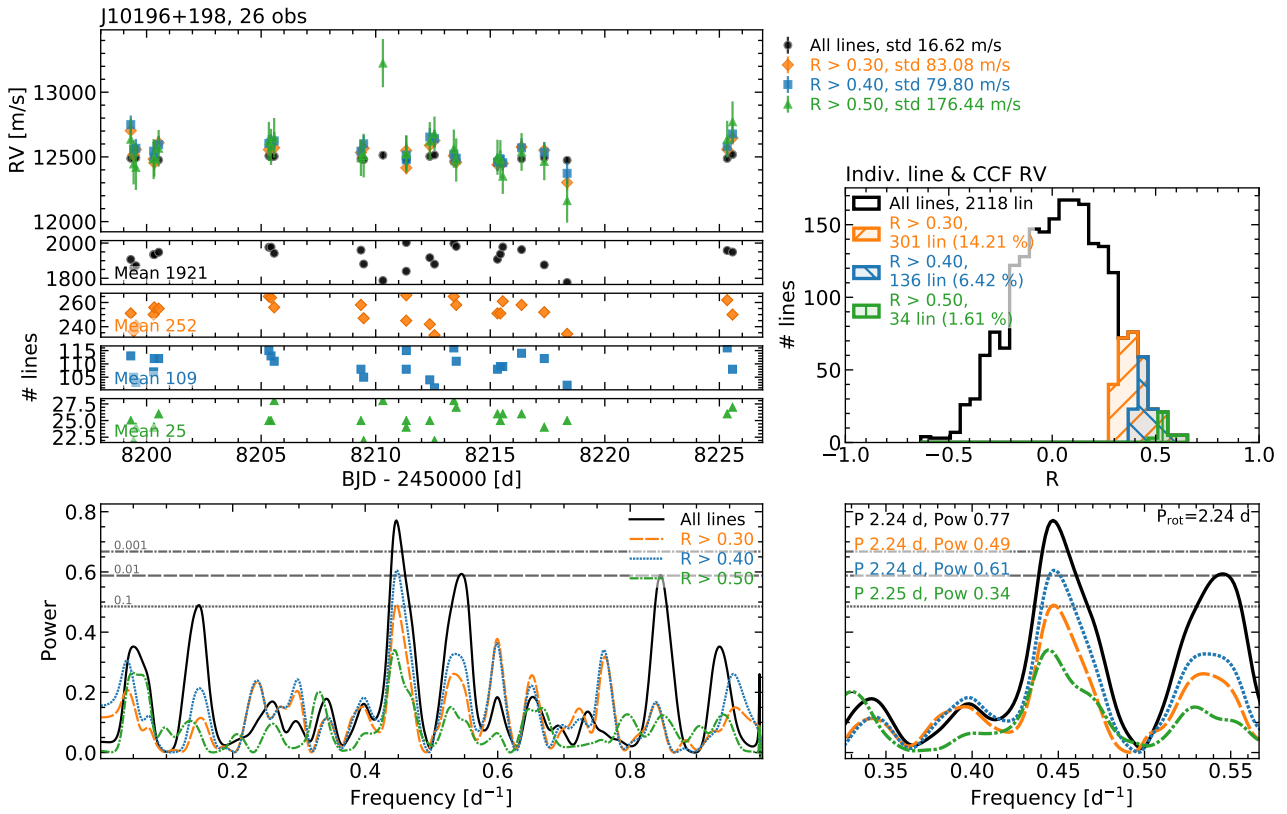 J10196+198, 26 obs
RV [m/s]
13000
12500
12000
All lines, std 16.62 m/s
R > 0.30, std 83.08 m/s
R > 0.40, std 79.80 m/s
R > 0.50, std 176.44 m/s
2000
1800
Mean 1921
260
240
Mean 252
115
105
Mean 109
27.5
25.0
22.5
Mean 25
# lines
8200
8205
8210
8215
8220
8225
BJD - 2450000 [d]
Indiv. line & CCF RV
All lines, 2118 lin
R > 0.30,
301 lin (14.21 %)
R > 0.40,
136 lin (6.42 %)
R > 0.50,
34 lin (1.61 %)
# lines
150
100
50
0
−1.0
−0.5
0.0
0.5
1.0
R
Power
0.8
0.6
0.4
0.2
0.0
0.001
0.01
0.1
All lines
R > 0.30
R > 0.40
R > 0.50
0.2
0.4
0.6
0.8
Frequency [d⁻¹]
P 2.24 d, Pow 0.77
P 2.24 d, Pow 0.49
P 2.24 d, Pow 0.61
P 2.25 d, Pow 0.34
Prot=2.24 d
0.35
0.40
0.45
0.50
0.55
Frequency [d⁻¹]